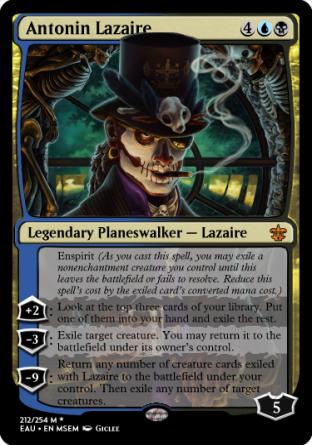 Antonin Lazaire 4
Legendary Planeswalker — Lazaire
Enspirit (As you cast this spell, you may exile a
nonenchantment creature you control until this
leaves the battlefield or fails to resolve. Reduce this
spell's cost by the exiled card's converted mana cost.)
+2 : Look at the top three cards of your library. Put
one of them into your hand and exile the rest.
-3 : Exile target creature. You may return it to the
battlefield under its owner's control.
-9 : Return any number of creature cards exiled
with Lazaire to the battlefield under your
control. Then exile any number of target
creatures.
5
212/254 M *
EAU • EN MSEM Giclee